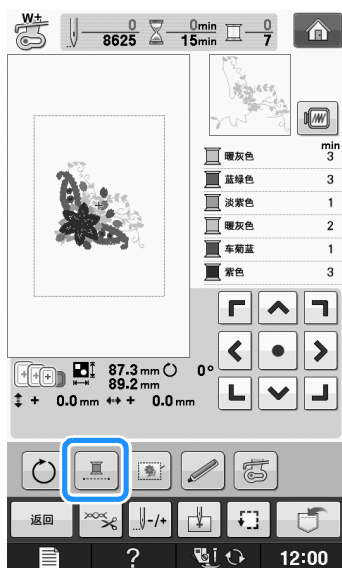 W+
0
8625
0min
15min
0
7
min
暖灰色 3
蓝绿色 3
淡紫色 1
暖灰色 2
车菊蓝 1
紫色 3
87.3 mm 0°
89.2 mm
+ 0.0 mm + 0.0 mm
返回
-/+
? 12:00